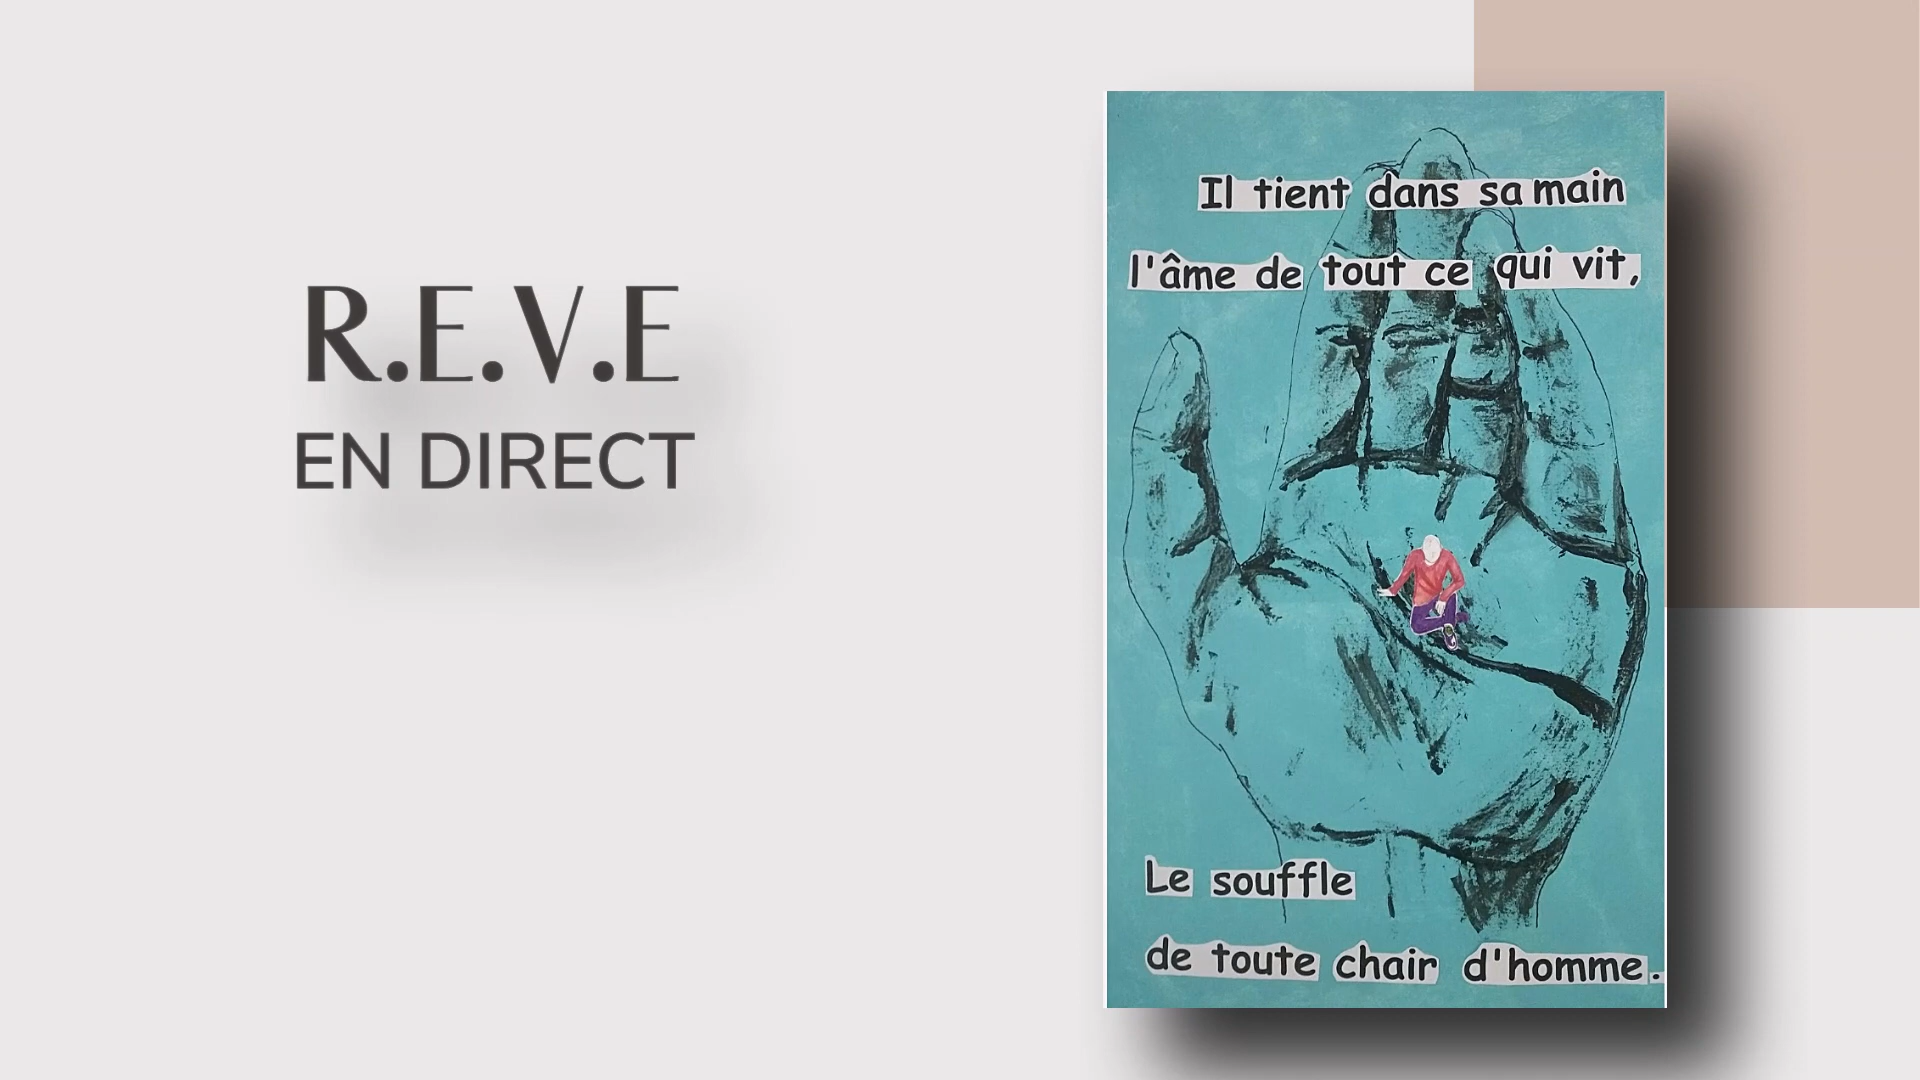 R.E.V.E
EN DIRECT
Il tient dans sa main
l'âme de tout ce qui vit,
Le souffle
de toute chair d'homme.